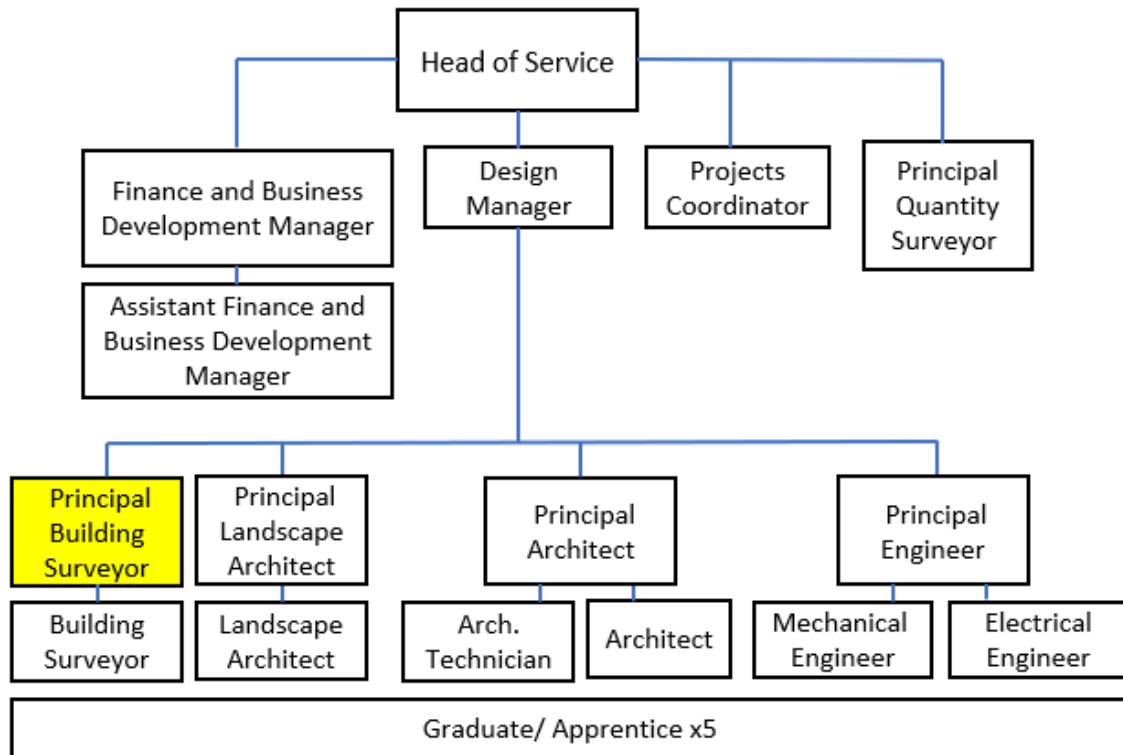 Head of Service
Finance and Business
Development Manager
Design
Manager
Projects
Coordinator
Principal
Quantity
Surveyor
Assistant Finance and
Business Development
Manager
Principal
Building
Surveyor
Principal
Landscape
Architect
Principal
Architect
Principal
Engineer
Building
Surveyor
Landscape
Architect
Arch.
Technician
Architect
Mechanical
Engineer
Electrical
Engineer
Graduate/ Apprentice x5